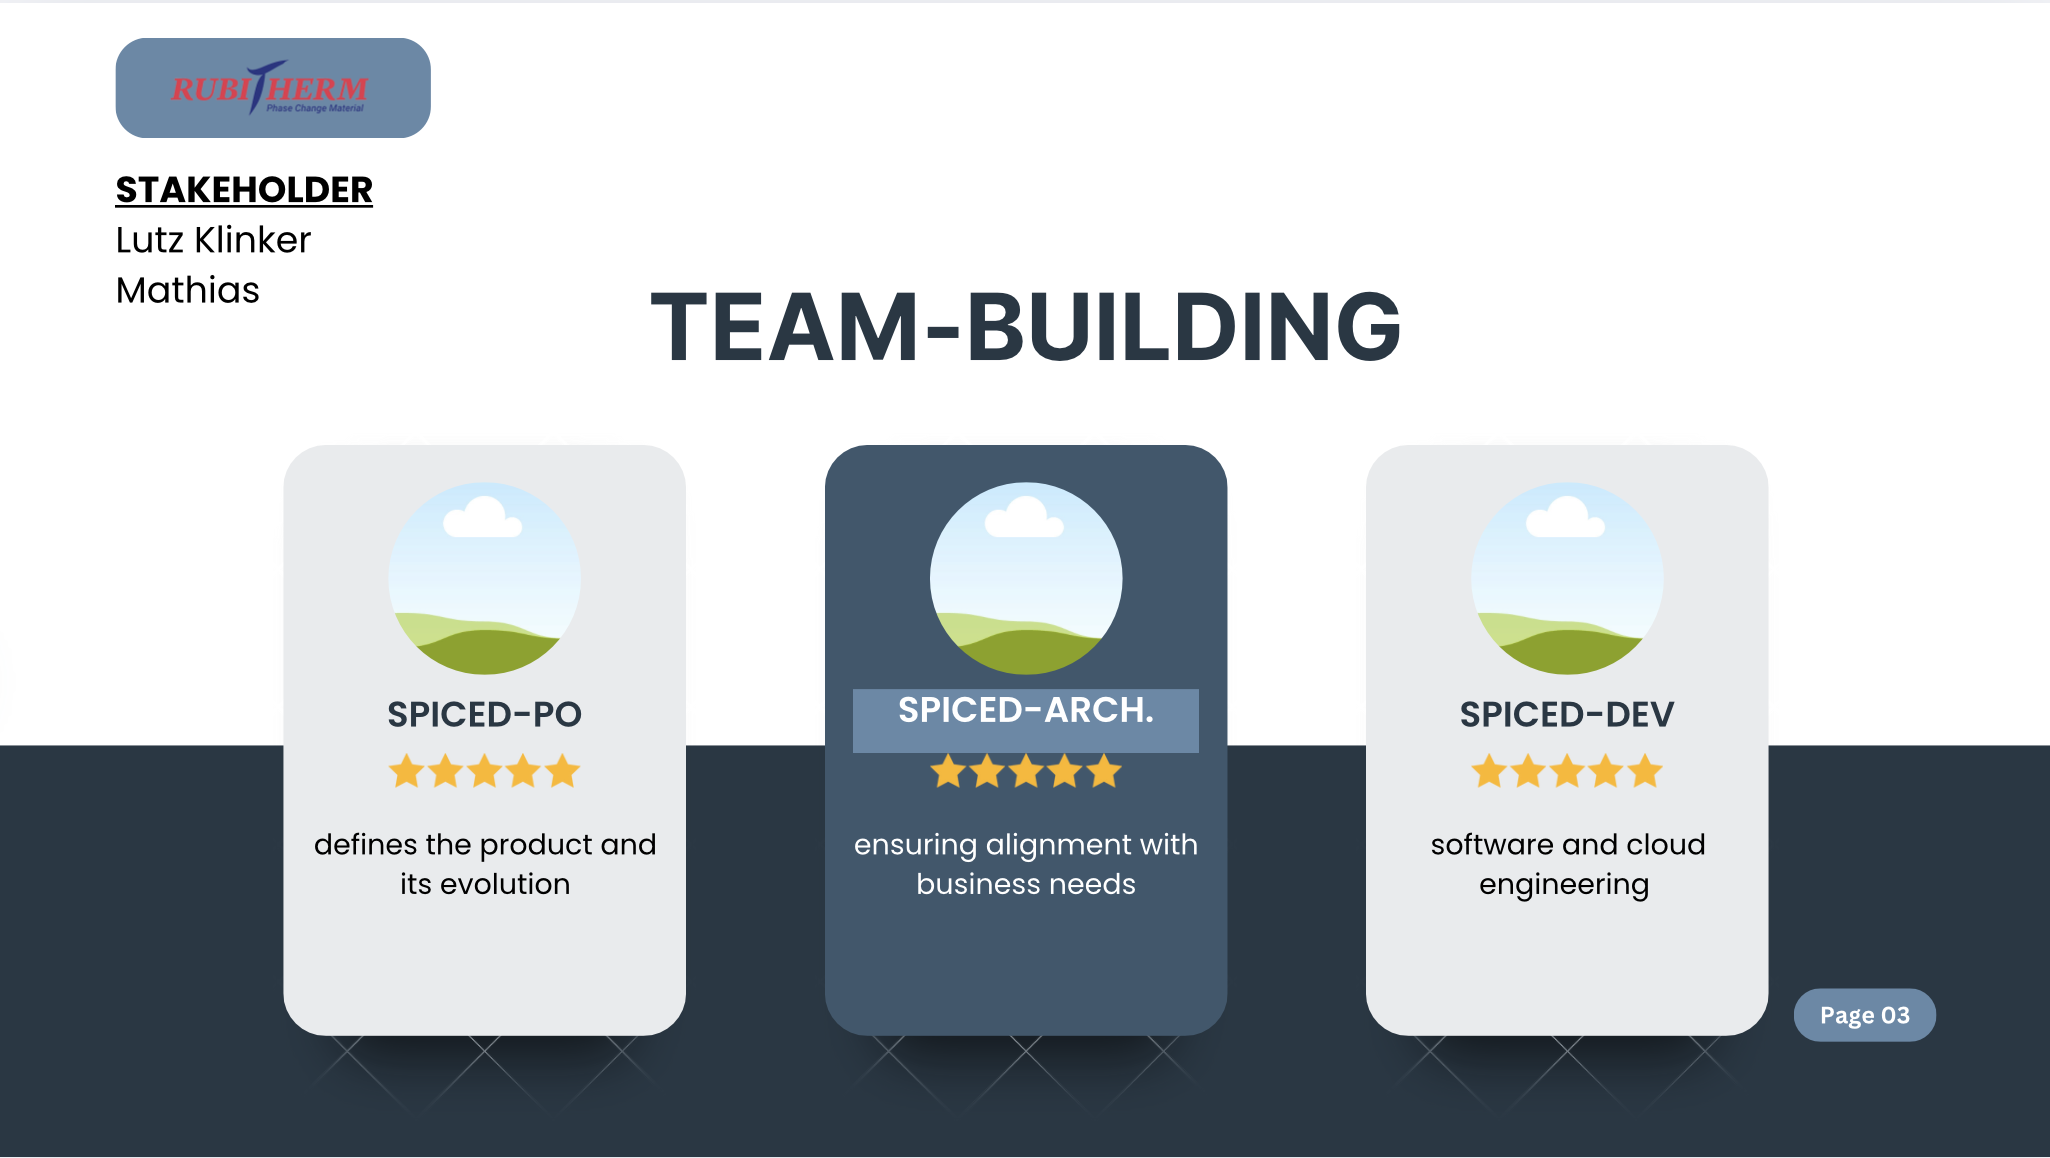 RUBITHERM
Phase Change Material
STAKEHOLDER
Lutz Klinker
Mathias
TEAM-BUILDING
SPICED-PO
defines the product and
its evolution
SPICED-ARCH.
ensuring alignment with
business needs
SPICED-DEV
software and cloud
engineering
Page 03